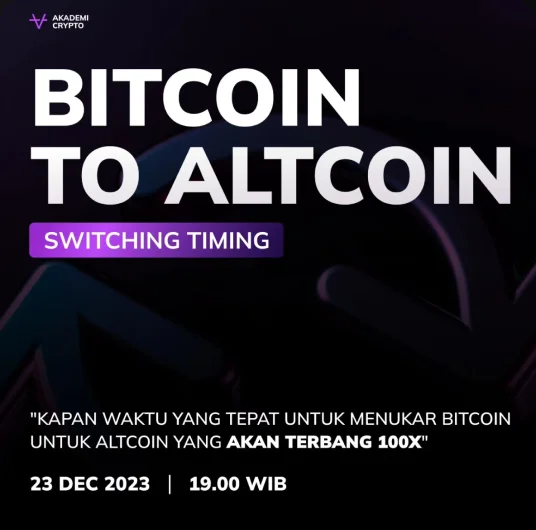 AKADEMI
CRYPTO
BITCOIN
TO ALTCOIN
SWITCHING TIMING
"KAPAN WAKTU YANG TEPAT UNTUK MENUKAR BITCOIN
UNTUK ALTCOIN YANG AKAN TERBANG 100X"
23 DEC 2023 | 19.00 WIB